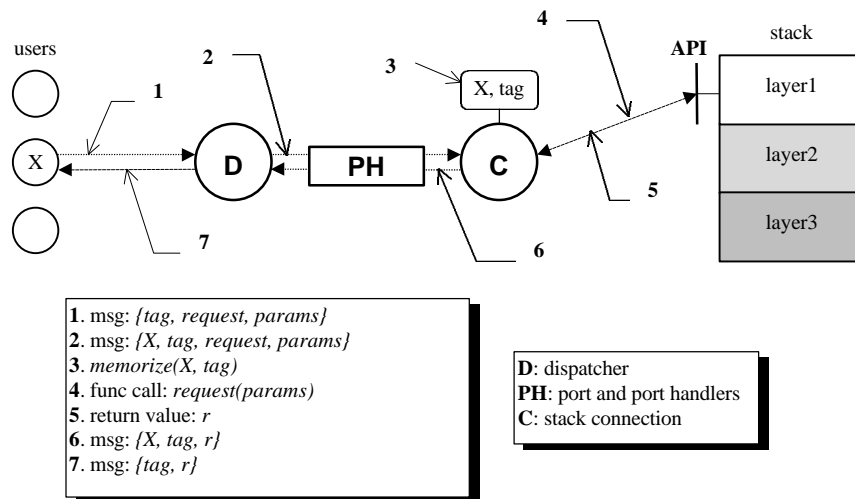 users
1
2
3
4
API
stack
X, tag
layer1
X
D
PH
C
layer2
layer3
7
6
5
1. msg: {tag, request, params}
2. msg: {X, tag, request, params}
3. memorize(X, tag)
4. func call: request(params)
5. return value: r
6. msg: {X, tag, r}
7. msg: {tag, r}
D: dispatcher
PH: port and port handlers
C: stack connection